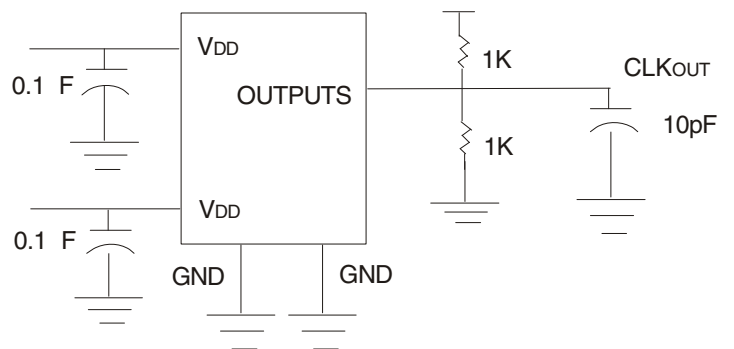 VDD
0.1 F
OUTPUTS
1K
CLKOUT
10pF
1K
VDD
0.1 F
GND
GND